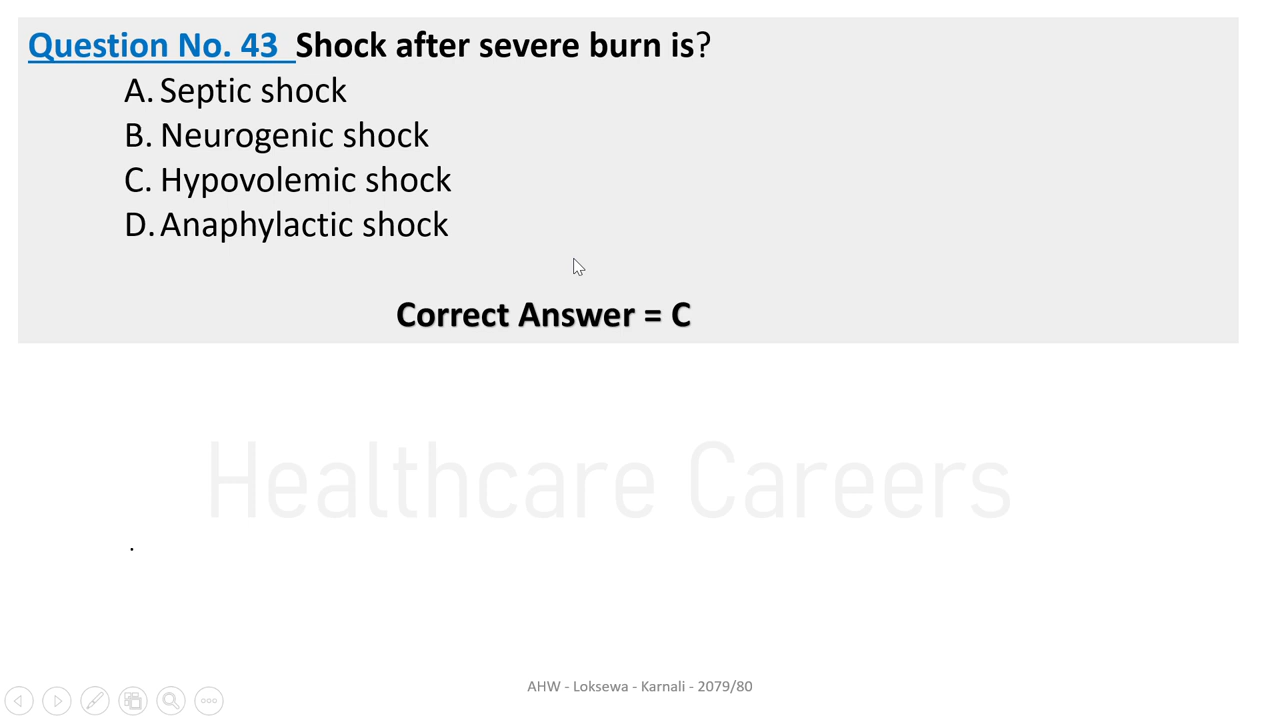 Question No. 43 Shock after severe burn is?
A. Septic shock
B. Neurogenic shock
C. Hypovolemic shock
D. Anaphylactic shock
Correct Answer = C
Healthcare Careers
.
AHW - Loksewa - Karnali - 2079/80